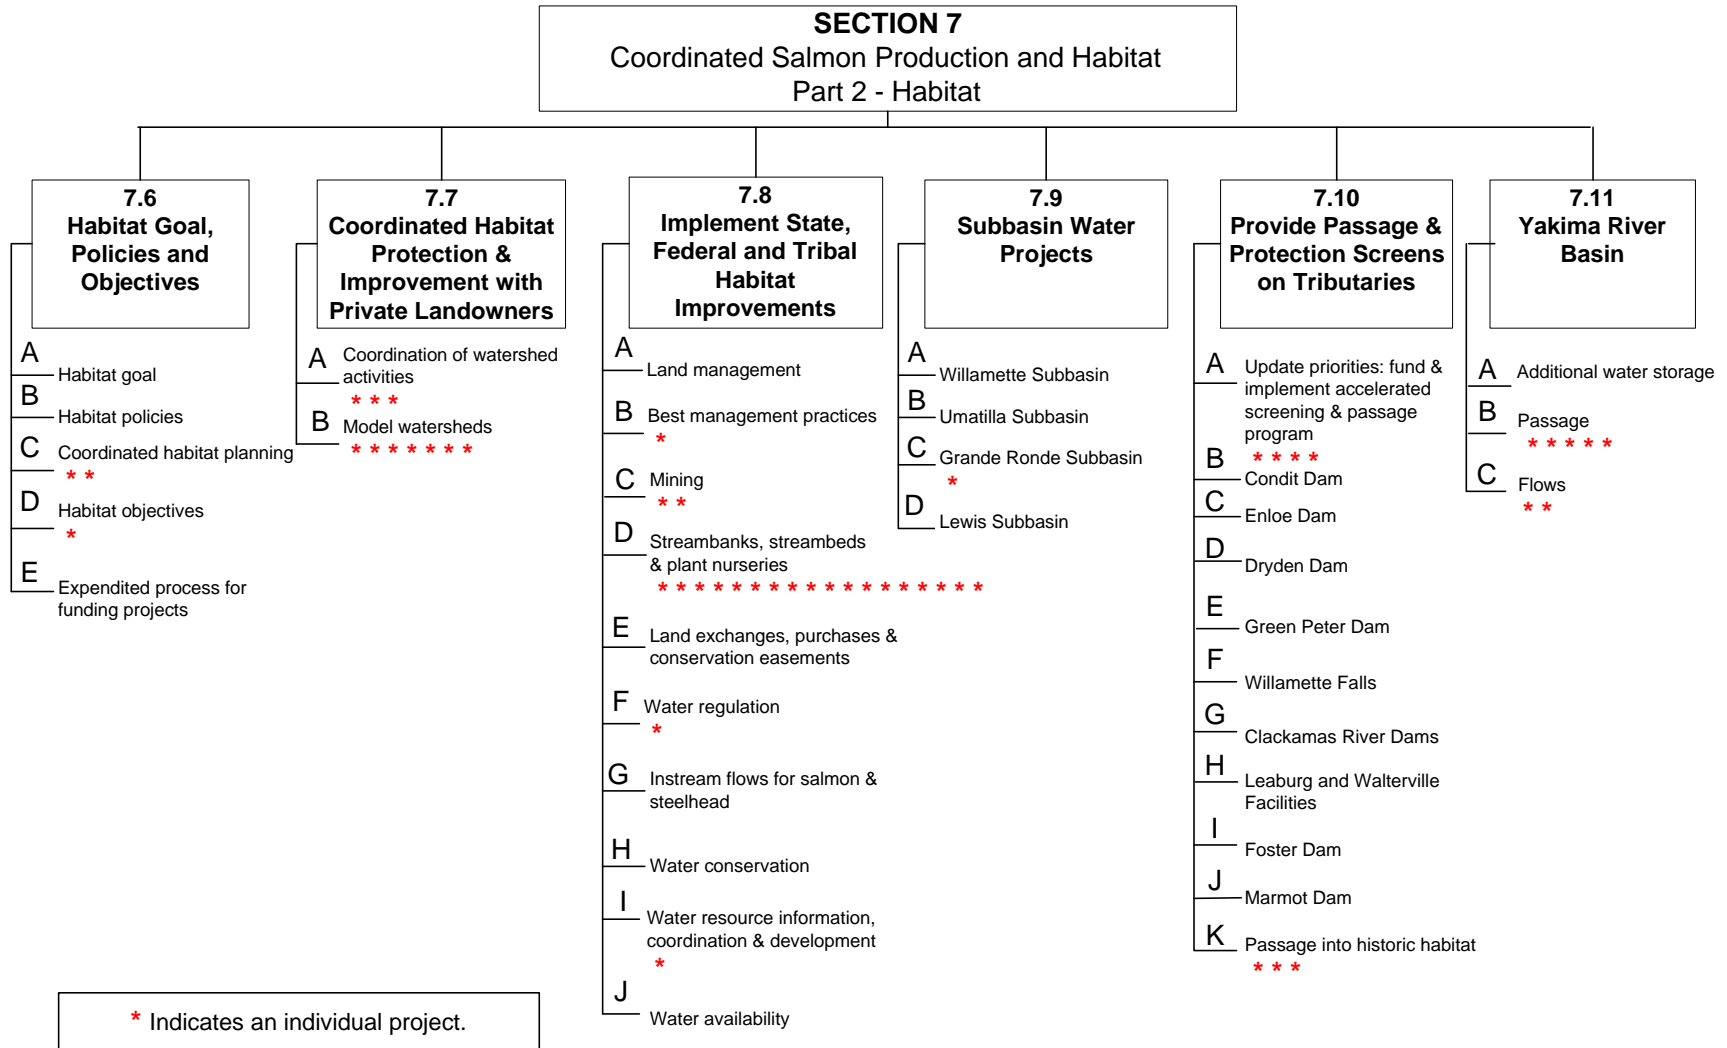 SECTION 7
Coordinated Salmon Production and Habitat
Part 2 - Habitat
7.6
Habitat Goal,
Policies and
Objectives
A
Habitat goal
B
Habitat policies
C
Coordinated habitat planning
* *
D
Habitat objectives
*
E
Expendited process for
funding projects
7.7
Coordinated Habitat
Protection &
Improvement with
Private Landowners
A
Coordination of watershed
activities
* * *
B
Model watersheds
* * * * * * *
7.8
Implement State,
Federal and Tribal
Habitat
Improvements
A
Land management
B
Best management practices
*
C
Mining
* *
D
Streambanks, streambeds
& plant nurseries
* * * * * * * * * * * * * * * * * *
E
Land exchanges, purchases &
conservation easements
F
Water regulation
*
G
Instream flows for salmon &
steelhead
H
Water conservation
I
Water resource information,
coordination & development
*
J
Water availability
7.9
Subbasin Water
Projects
A
Willamette Subbasin
B
Umatilla Subbasin
C
Grande Ronde Subbasin
*
D
Lewis Subbasin
7.10
Provide Passage &
Protection Screens
on Tributaries
A
Update priorities: fund &
implement accelerated
screening & passage
program
* * * *
B
Condit Dam
C
Enloe Dam
D
Dryden Dam
E
Green Peter Dam
F
Willamette Falls
G
Clackamas River Dams
H
Leaburg and Walterville
Facilities
I
Foster Dam
J
Marmot Dam
K
Passage into historic habitat
* * *
7.11
Yakima River
Basin
A
Additional water storage
B
Passage
* * * * *
C
Flows
* *
* Indicates an individual project.